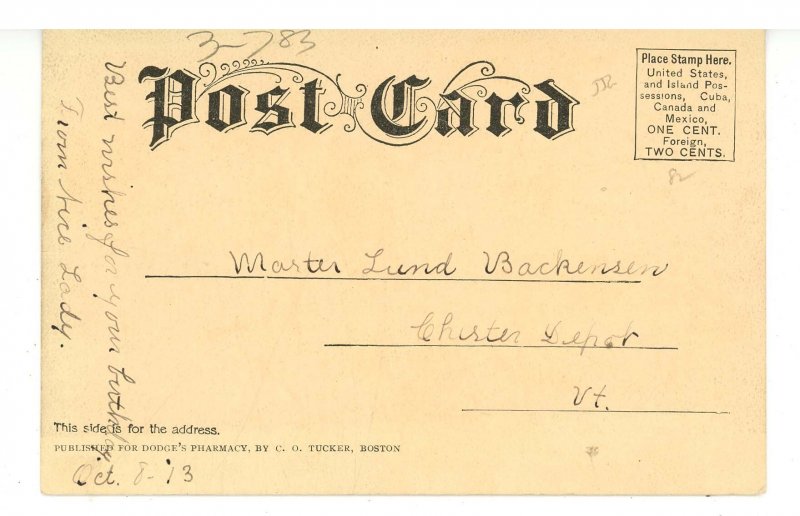 3-783
Post Card
Place Stamp Here.
United States,
and Island Pos-
sessions, Cuba,
Canada and
Mexico,
ONE CENT.
Foreign,
TWO CENTS.
82
Master Lund Backensen
Chester Depot
Vt.
Best wishes for your birthday
From Lady.
This side is for the address.
PUBLISHED FOR DODGE'S PHARMACY, BY C. O. TUCKER, BOSTON
Oct. 8-13